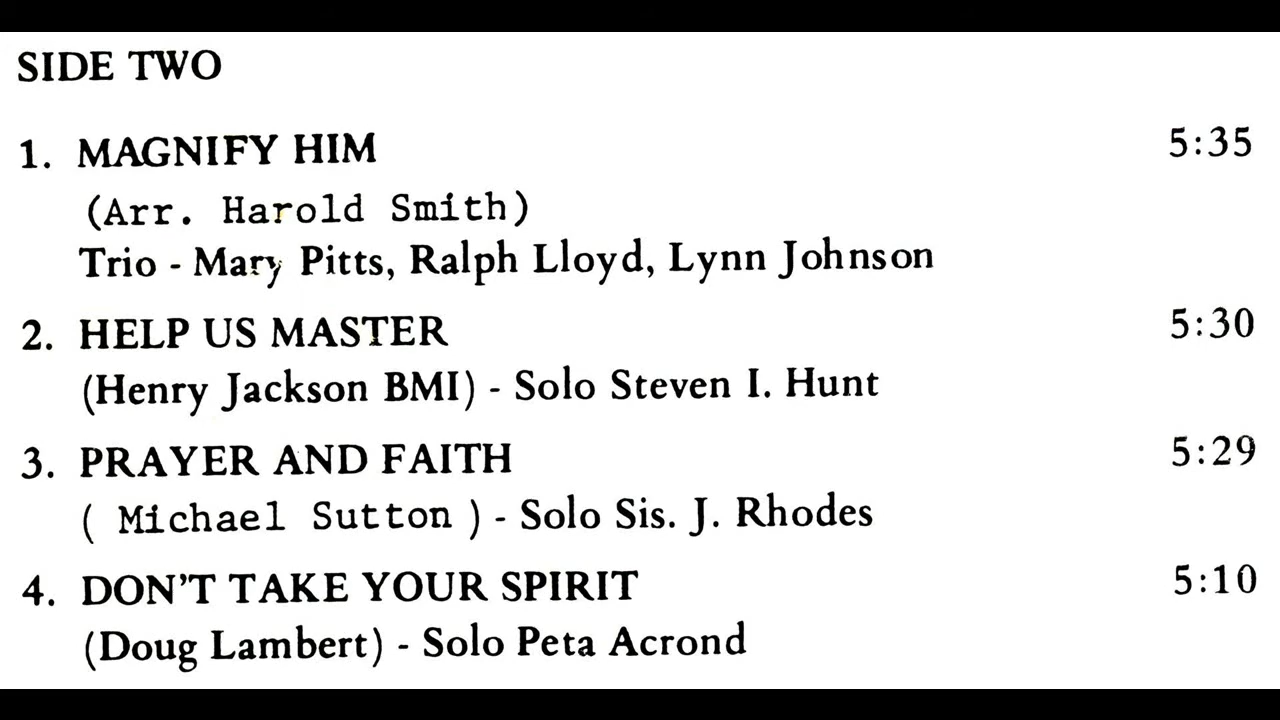 SIDE TWO
1. MAGNIFY HIM 5:35
(Arr. Harold Smith)
Trio - Mary Pitts, Ralph Lloyd, Lynn Johnson
2. HELP US MASTER 5:30
(Henry Jackson BMI) - Solo Steven I. Hunt
3. PRAYER AND FAITH 5:29
( Michael Sutton ) - Solo Sis. J. Rhodes
4. DON'T TAKE YOUR SPIRIT 5:10
(Doug Lambert) - Solo Peta Acrond